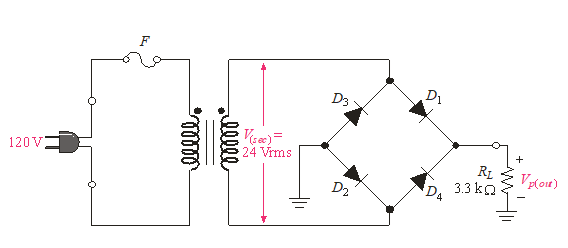 F
120 V
V(sec) =
24 Vrms
D3
D1
D2
D4
RL
3.3 kΩ
+
Vp(out)
−